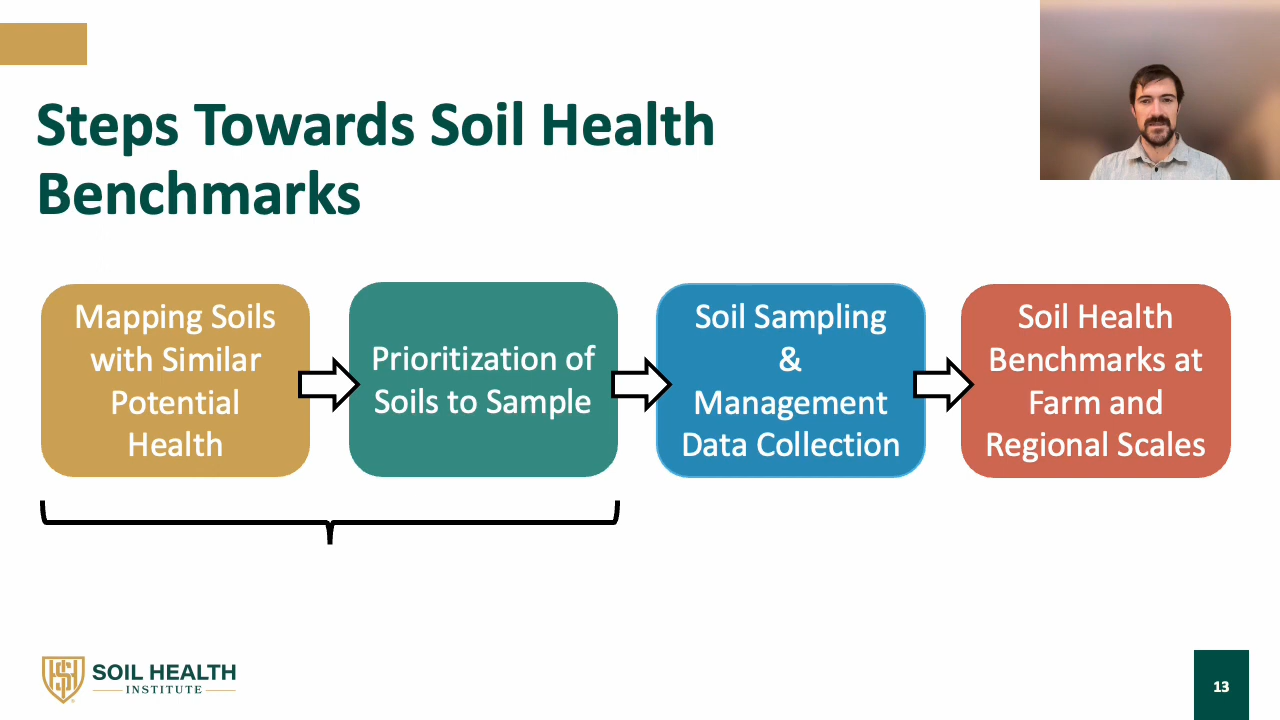 Steps Towards Soil Health
Benchmarks
Mapping Soils
with Similar
Potential
Health
Prioritization of
Soils to Sample
Soil Sampling
&
Management
Data Collection
Soil Health
Benchmarks at
Farm and
Regional Scales
SOIL HEALTH
INSTITUTE
13